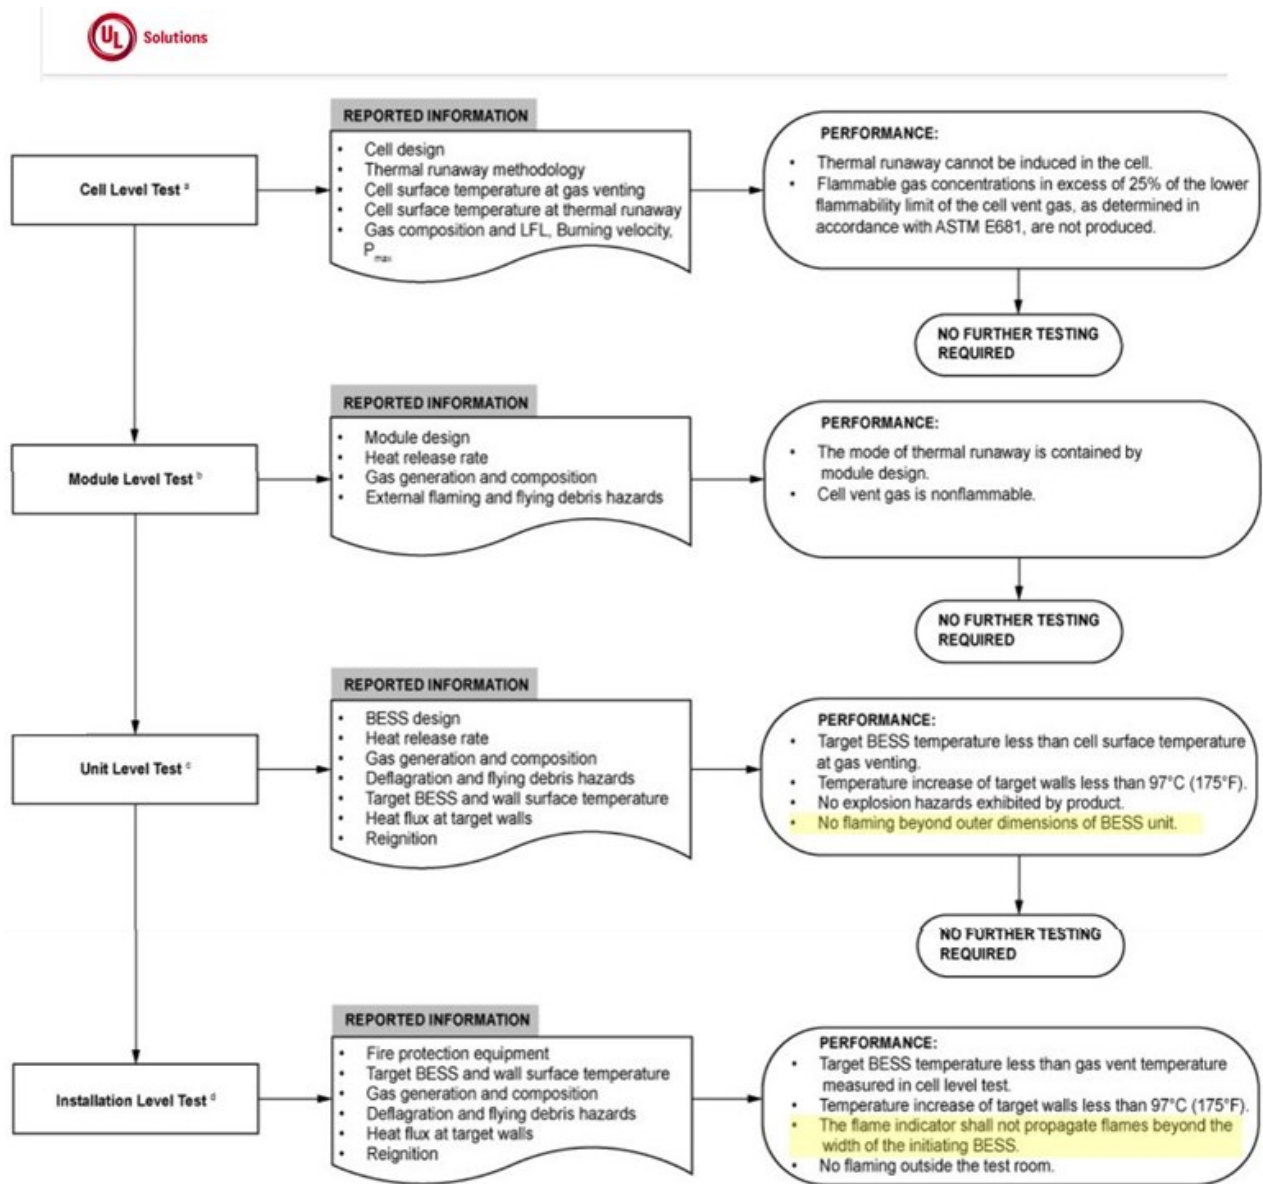 UL Solutions
REPORTED INFORMATION
Cell Level Test a
• Cell design
• Thermal runaway methodology
• Cell surface temperature at gas venting
• Cell surface temperature at thermal runaway
• Gas composition and LFL, Burning velocity,
P max
PERFORMANCE:
• Thermal runaway cannot be induced in the cell.
• Flammable gas concentrations in excess of 25% of the lower
flammability limit of the cell vent gas, as determined in
accordance with ASTM E681, are not produced.
NO FURTHER TESTING
REQUIRED
REPORTED INFORMATION
Module Level Test b
• Module design
• Heat release rate
• Gas generation and composition
• External flaming and flying debris hazards
PERFORMANCE:
• The mode of thermal runaway is contained by
module design.
• Cell vent gas is nonflammable.
NO FURTHER TESTING
REQUIRED
REPORTED INFORMATION
Unit Level Test c
• BESS design
• Heat release rate
• Gas generation and composition
• Deflagration and flying debris hazards
• Target BESS and wall surface temperature
• Heat flux at target walls
• Reignition
PERFORMANCE:
• Target BESS temperature less than cell surface temperature
at gas venting.
• Temperature increase of target walls less than 97°C (175°F).
• No explosion hazards exhibited by product.
• No flaming beyond outer dimensions of BESS unit.
NO FURTHER TESTING
REQUIRED
REPORTED INFORMATION
Installation Level Test d
• Fire protection equipment
• Target BESS and wall surface temperature
• Gas generation and composition
• Deflagration and flying debris hazards
• Heat flux at target walls
• Reignition
PERFORMANCE:
• Target BESS temperature less than gas vent temperature
measured in cell level test.
• Temperature increase of target walls less than 97°C (175°F).
• The flame indicator shall not propagate flames beyond the
width of the initiating BESS.
• No flaming outside the test room.